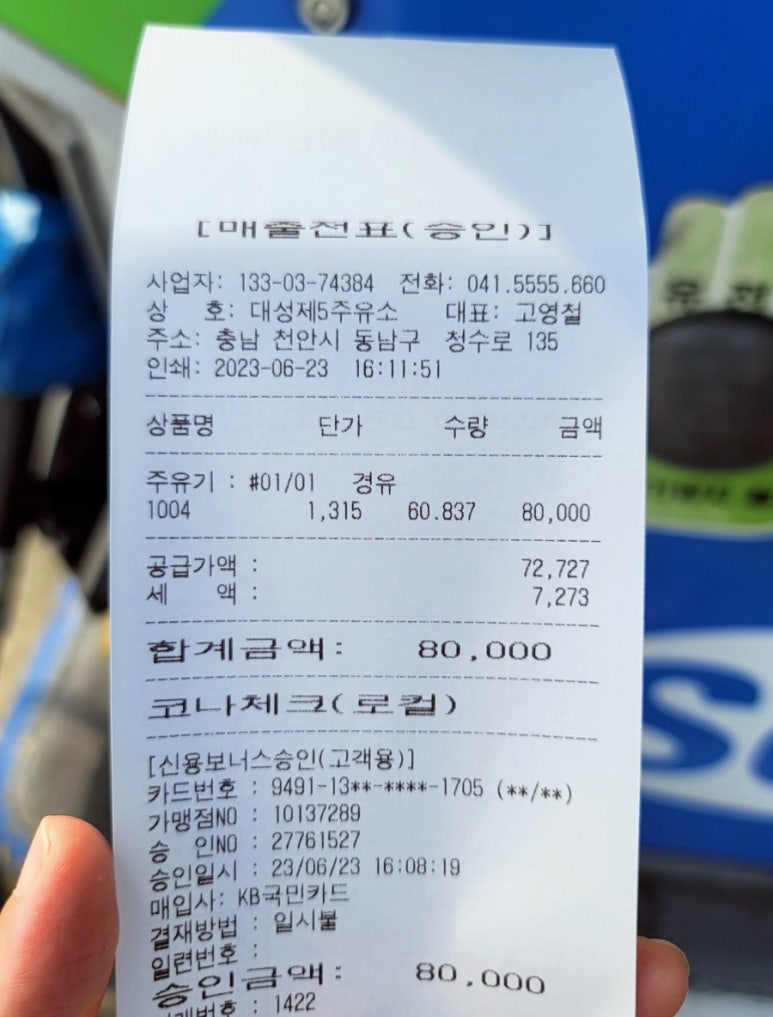 [매출전표(승인)]
사업자: 133-03-74384 전화: 041.5555.660
상 호: 대성제5주유소 대표: 고영철
주소: 충남 천안시 동남구 청수로 135
인쇄: 2023-06-23 16:11:51
상품명 단가 수량 금액
주유기 : #01/01 경유
1004 1,315 60.837 80,000
공급가액 : 72,727
세 액 : 7,273
합계금액: 80,000
코나체크(로컬)
[신용보너스승인(고객용)]
카드번호 : 9491-13**-****-1705 (**/**)
가맹점NO : 10137289
승 인NO : 27761527
승인일시 : 23/06/23 16:08:19
매입사: KB국민카드
결재방법 : 일시불
일련번호 :
승인금액: 80,000
1422